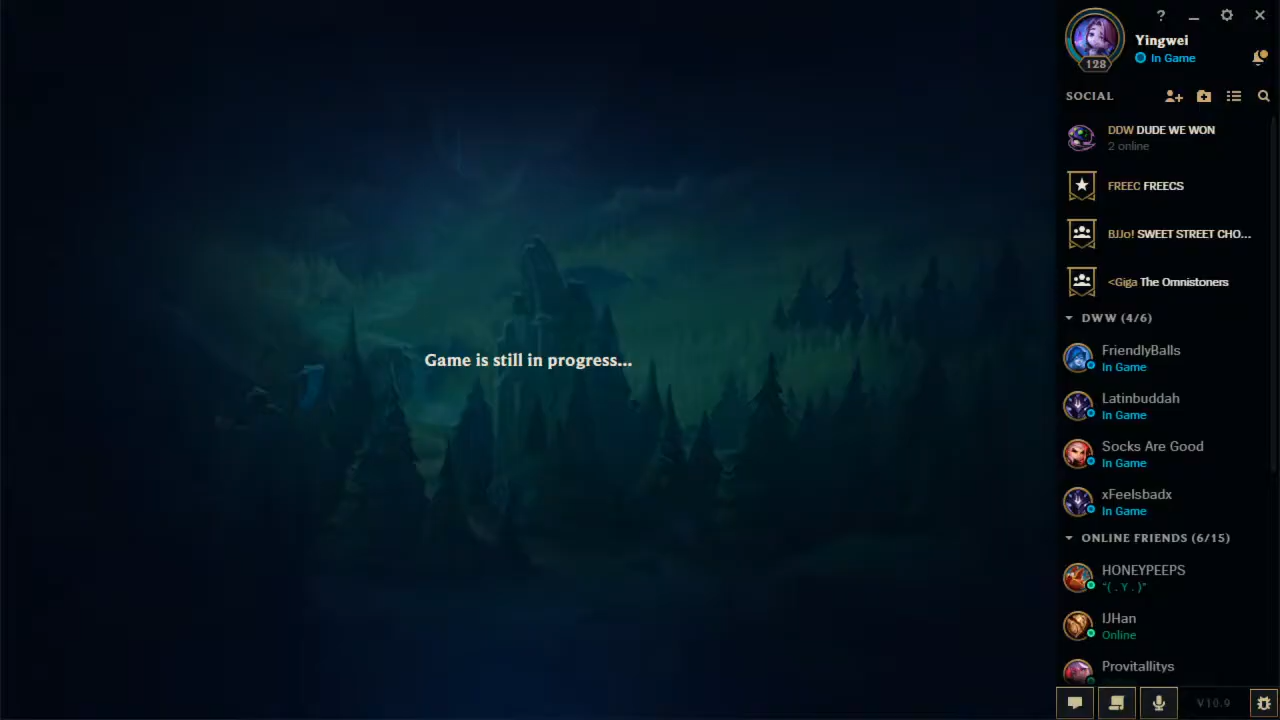 ?
Yingwei
In Game
128
SOCIAL
DDW DUDE WE WON
2 online
FREEC FREECS
BJJo! SWEET STREET CHO...
<Giga The Omnistoners
DWW (4/6)
FriendlyBalls
In Game
Latinbuddah
In Game
Socks Are Good
In Game
xFeelsbadx
In Game
ONLINE FRIENDS (6/15)
HONEYPEEPS
"( . Y . )"
IJHan
Online
Provitallitys
V10.9
Game is still in progress...